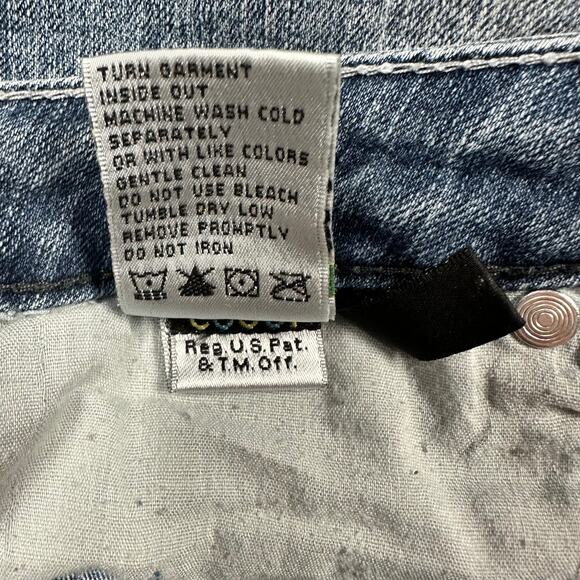 TURN GARMENT
INSIDE OUT
MACHINE WASH COLD
SEPARATELY
OR WITH LIKE COLORS
GENTLE CLEAN
DO NOT USE BLEACH
TUMBLE DRY LOW
REMOVE PROMPTLY
DO NOT IRON
Reg. U.S. Pat.
& T.M. Off.